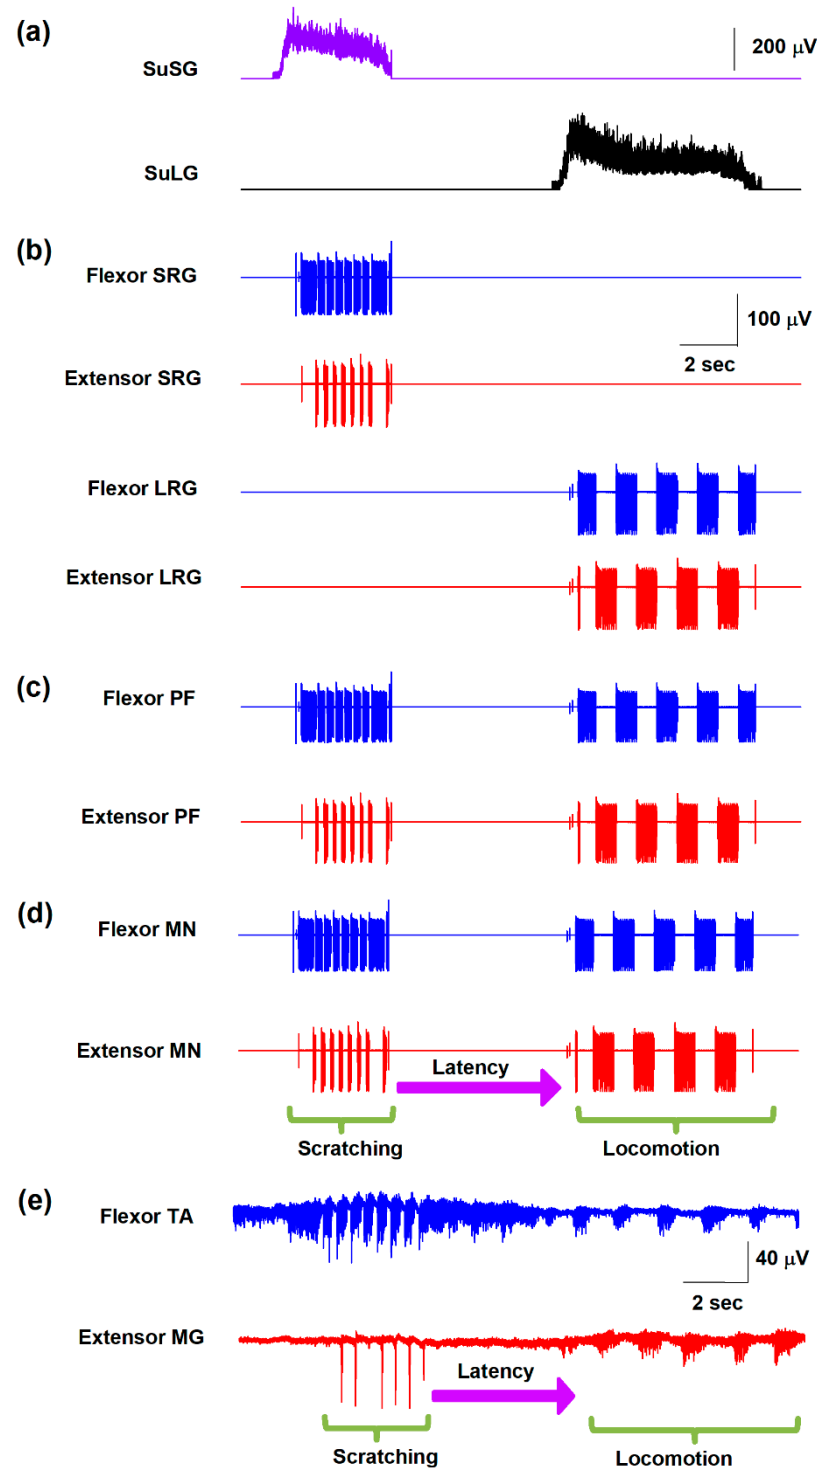 (a)
200 μV
SuSG
SuLG
(b)
Flexor SRG
100 μV
2 sec
Extensor SRG
Flexor LRG
Extensor LRG
(c)
Flexor PF
Extensor PF
(d)
Flexor MN
Extensor MN
Latency
Scratching
Locomotion
(e)
Flexor TA
40 μV
2 sec
Extensor MG
Latency
Scratching
Locomotion